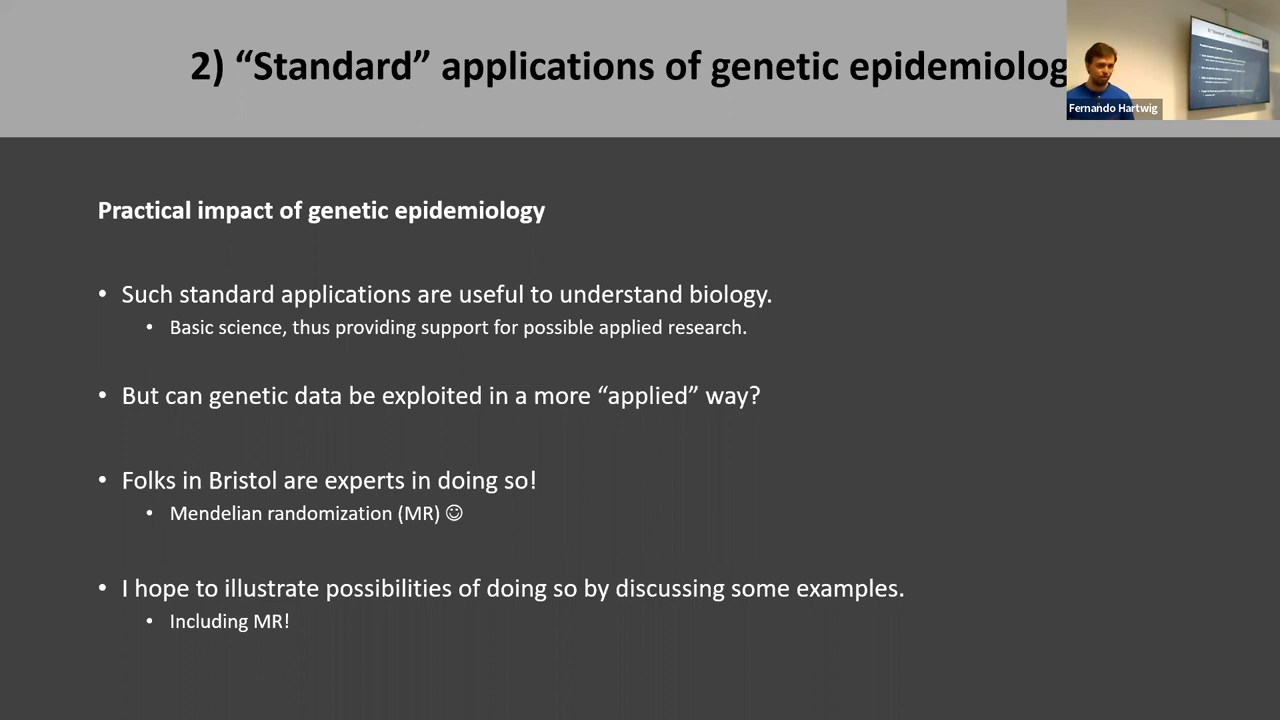 2) “Standard” applications of genetic epidemiolog
Fernando Hartwig
Practical impact of genetic epidemiology
• Such standard applications are useful to understand biology.
• Basic science, thus providing support for possible applied research.
• But can genetic data be exploited in a more “applied” way?
• Folks in Bristol are experts in doing so!
• Mendelian randomization (MR) ☺
• I hope to illustrate possibilities of doing so by discussing some examples.
• Including MR!